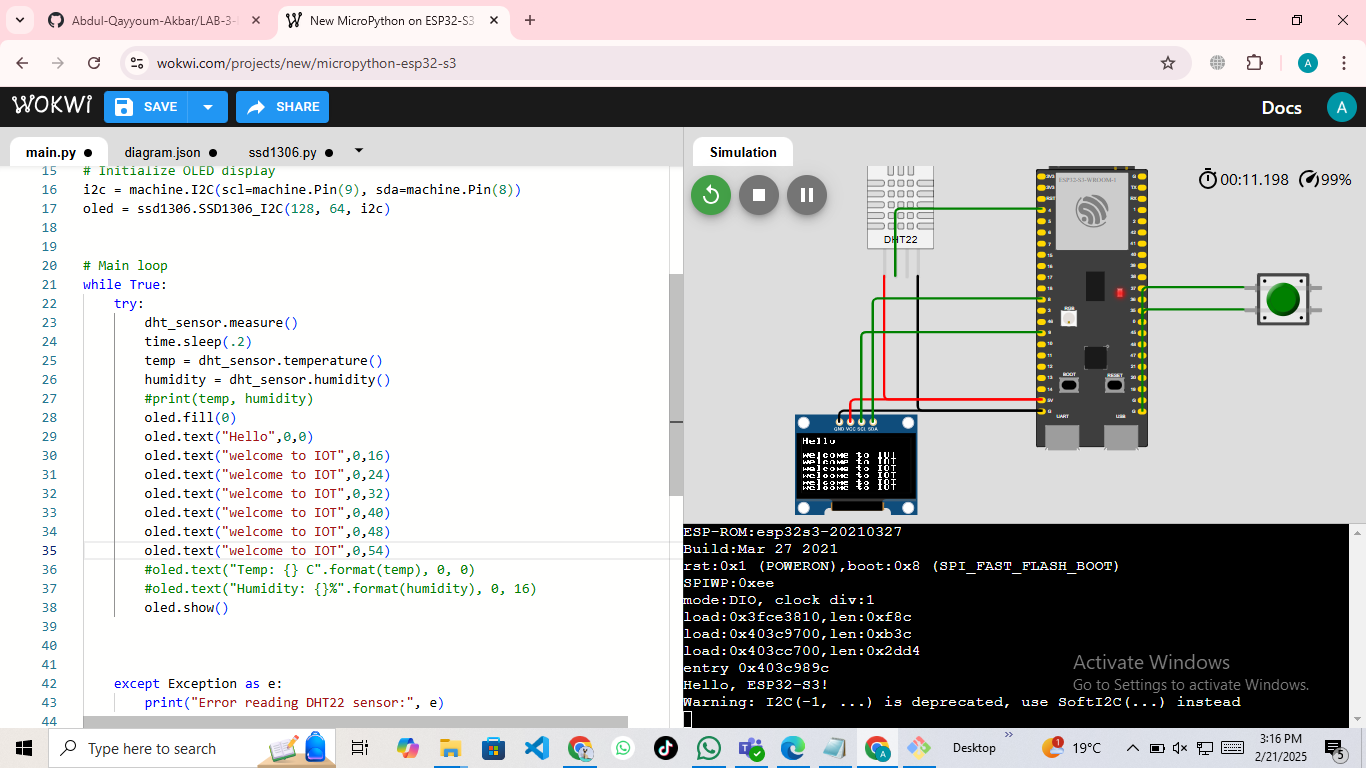 Abdul-Qayyoum-Akbar/LAB-3-
New MicroPython on ESP32-S3
wokwi.com/projects/new/micropython-esp32-s3
A
WOKWI
SAVE
SHARE
Docs
A
main.py
diagram.json
ssd1306.py
Simulation
15 # Initialize OLED display
16 i2c = machine.I2C(scl=machine.Pin(9), sda=machine.Pin(8))
17 oled = ssd1306.SSD1306_I2C(128, 64, i2c)
18
19
20 # Main loop
21 while True:
22 try:
23 dht_sensor.measure()
24 time.sleep(.2)
25 temp = dht_sensor.temperature()
26 humidity = dht_sensor.humidity()
27 #print(temp, humidity)
28 oled.fill(0)
29 oled.text("Hello",0,0)
30 oled.text("welcome to IOT",0,16)
31 oled.text("welcome to IOT",0,24)
32 oled.text("welcome to IOT",0,32)
33 oled.text("welcome to IOT",0,40)
34 oled.text("welcome to IOT",0,48)
35 oled.text("welcome to IOT",0,54)
36 #oled.text("Temp: {} C".format(temp), 0, 0)
37 #oled.text("Humidity: {}%".format(humidity), 0, 16)
38 oled.show()
39
40
41
42 except Exception as e:
43 print("Error reading DHT22 sensor:", e)
44
00:11.198
99%
DHT22
ESP32-S3-WROOM-1
RGB
BOOT
RESET
UART
USB
GND VCC SCL SDA
Hello
welcome to IOT
welcome to IOT
welcome to IOT
welcome to IOT
welcome to IOT
ESP-ROM:esp32s3-20210327
Build:Mar 27 2021
rst:0x1 (POWERON),boot:0x8 (SPI_FAST_FLASH_BOOT)
SPIWP:0xee
mode:DIO, clock div:1
load:0x3fce3810,len:0xf8c
load:0x403c9700,len:0xb3c
load:0x403cc700,len:0x2dd4
entry 0x403c989c
Hello, ESP32-S3!
Warning: I2C(-1, ...) is deprecated, use SoftI2C(...) instead
Activate Windows
Go to Settings to activate Windows.
Type here to search
Desktop
1
19°C
3:16 PM
2/21/2025
5